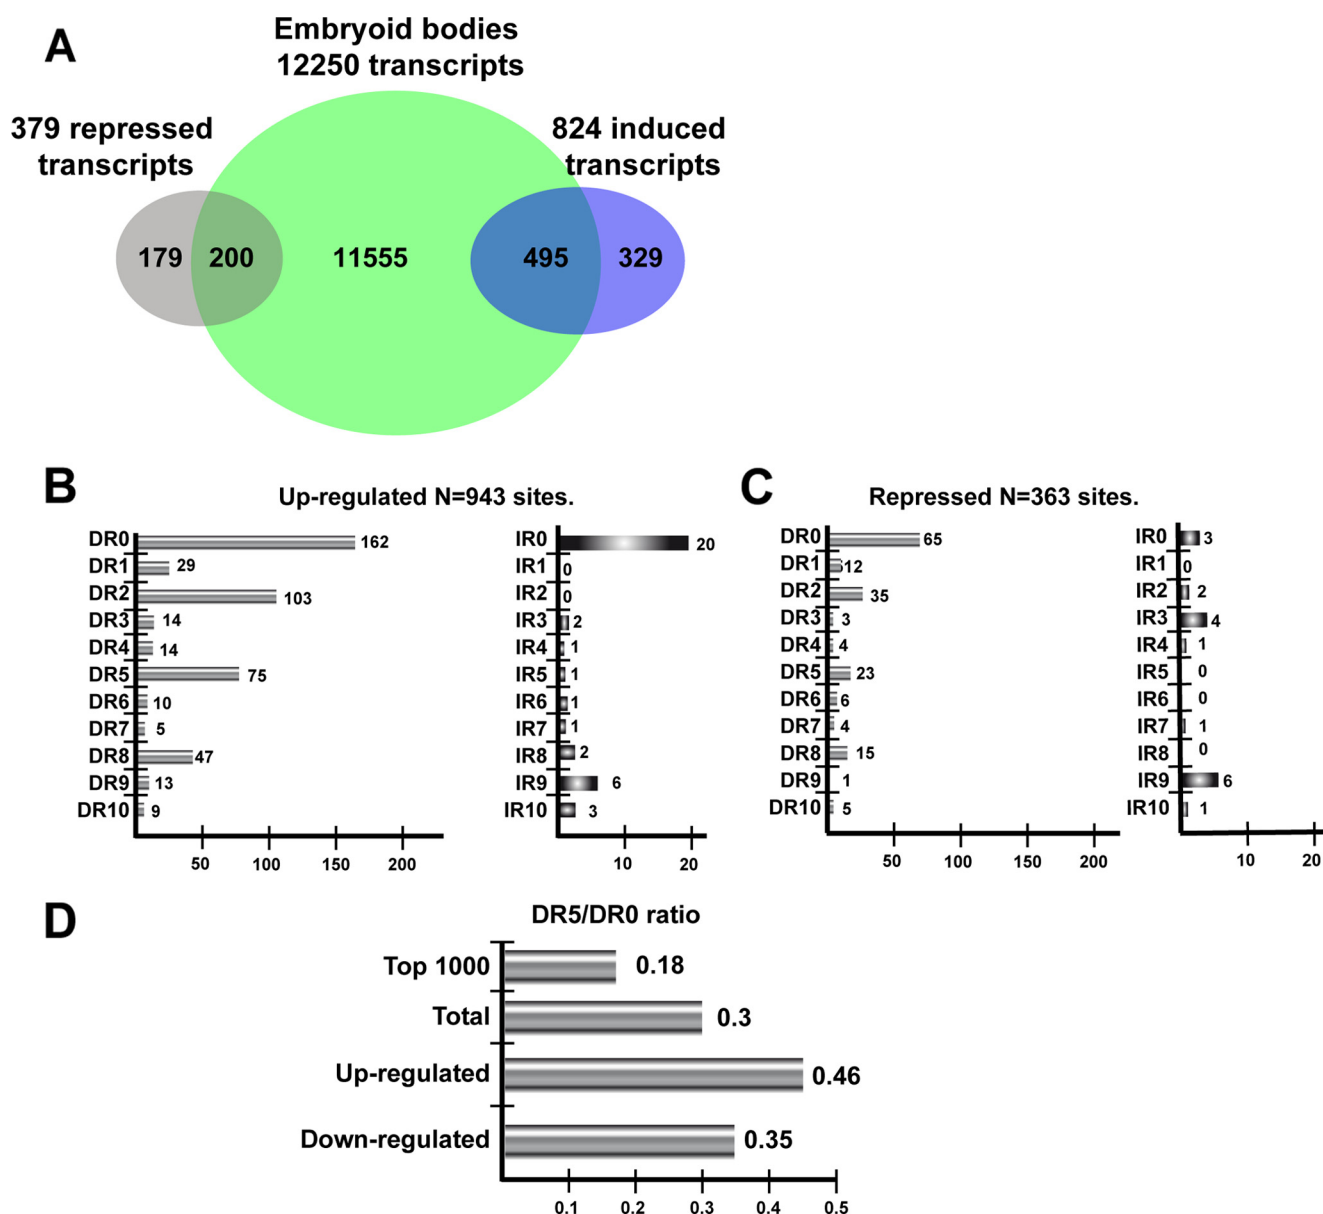 A
Embryoid bodies
12250 transcripts
379 repressed
transcripts
824 induced
transcripts
179
200
11555
495
329
B
Up-regulated N=943 sites.
DR0 162
DR1 29
DR2 103
DR3 14
DR4 14
DR5 75
DR6 10
DR7 5
DR8 47
DR9 13
DR10 9
50 100 150 200
IR0 20
IR1 0
IR2 0
IR3 2
IR4 1
IR5 1
IR6 1
IR7 1
IR8 2
IR9 6
IR10 3
10 20
C
Repressed N=363 sites.
DR0 65
DR1 12
DR2 35
DR3 3
DR4 4
DR5 23
DR6 6
DR7 4
DR8 15
DR9 1
DR10 5
50 100 150 200
IR0 3
IR1 0
IR2 2
IR3 4
IR4 1
IR5 0
IR6 0
IR7 1
IR8 0
IR9 6
IR10 1
10 20
D
DR5/DR0 ratio
Top 1000 0.18
Total 0.3
Up-regulated 0.46
Down-regulated 0.35
0.1 0.2 0.3 0.4 0.5